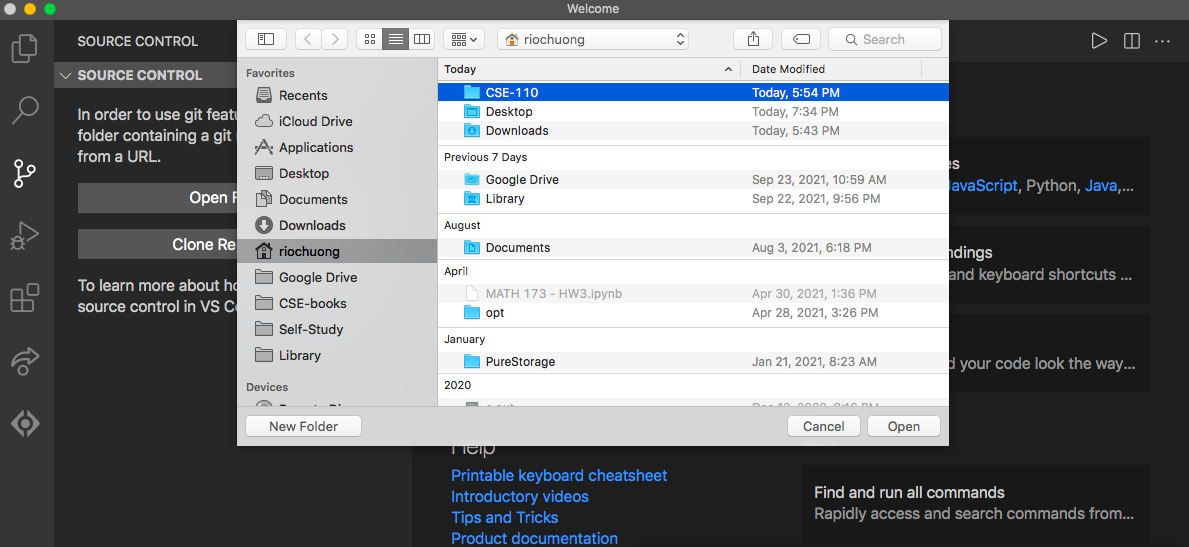 Welcome
SOURCE CONTROL
SOURCE CONTROL
In order to use git
folder containing a git
from a URL.
Open
Clone
To learn more about
source control in VS
riochuong
Search
Favorites
Recents
iCloud Drive
Applications
Desktop
Documents
Downloads
riochuong
Google Drive
CSE-books
Self-Study
Library
Devices
Today Date Modified
CSE-110 Today, 5:54 PM
Desktop Today, 7:34 PM
Downloads Today, 5:43 PM
Previous 7 Days
Google Drive Sep 23, 2021, 10:59 AM
Library Sep 22, 2021, 9:56 PM
August
Documents Aug 3, 2021, 6:18 PM
April
MATH 173 - HW3.ipynb Apr 30, 2021, 1:36 PM
opt Apr 28, 2021, 3:26 PM
January
PureStorage Jan 21, 2021, 8:23 AM
2020
New Folder Cancel Open
JavaScript, Python, Java,...
and keyboard shortcuts ...
your code look the way...
Help
Printable keyboard cheatsheet
Introductory videos
Tips and Tricks
Product documentation
Find and run all commands
Rapidly access and search commands from...